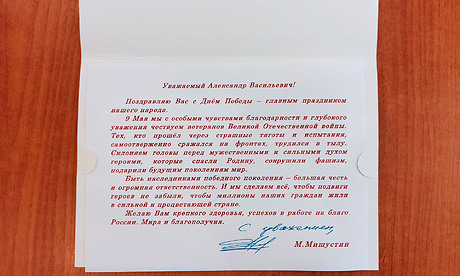 Уважаемый Александр Васильевич!
Поздравляю Вас с Днём Победы – главным праздником
нашего народа.
9 Мая мы с особыми чувствами благодарности и глубокого
уважения чествуем ветеранов Великой Отечественной войны.
Тех, кто прошёл через страшные тяготы и испытания,
самоотверженно сражался на фронтах, трудился в тылу.
Склоняем головы перед мужественными и сильными духом
героями, которые спасли Родину, сокрушили фашизм,
подарили будущим поколениям мир.
Быть наследниками победного поколения – большая честь
и огромная ответственность. И мы сделаем всё, чтобы подвиги
героев не забыли, чтобы миллионы наших граждан жили
в сильной и процветающей стране.
Желаю Вам крепкого здоровья, успехов в работе на благо
России. Мира и благополучия.
С уважением,
М.Мишустин